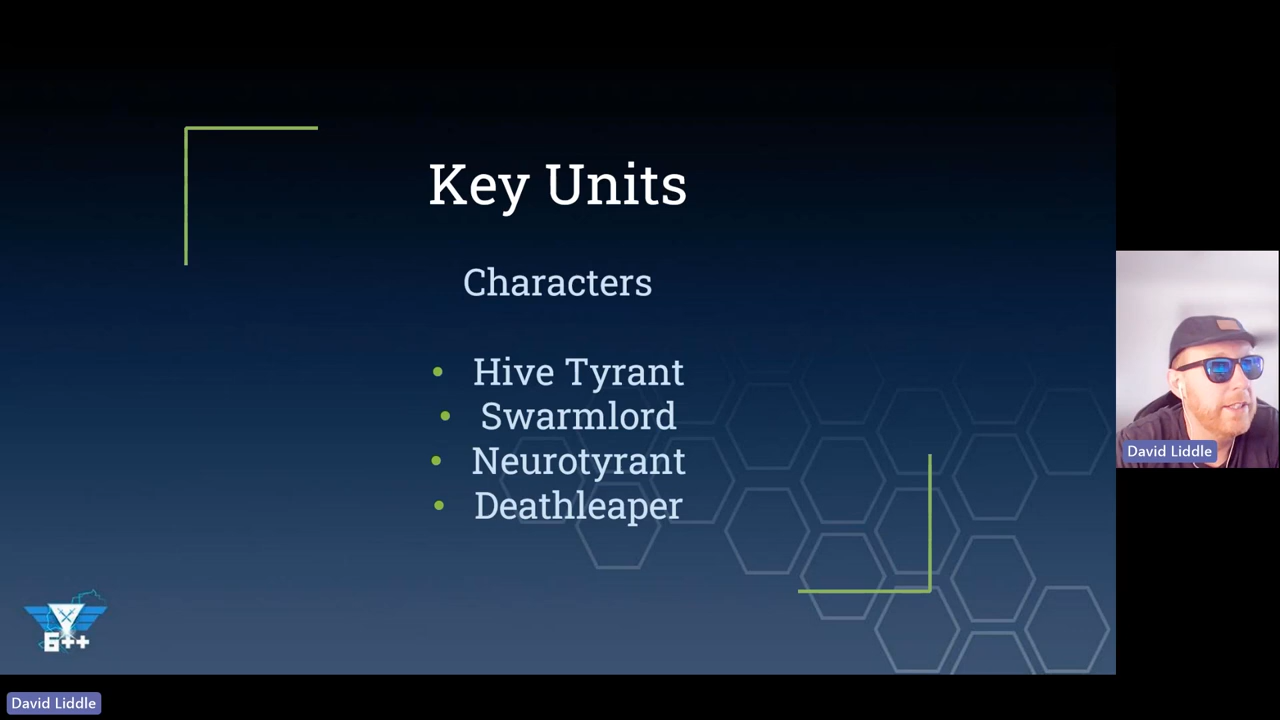 Key Units
Characters
• Hive Tyrant
• Swarmlord
• Neurotyrant
• Deathleaper
David Liddle
6++
David Liddle